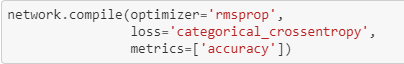 network.compile(optimizer='rmsprop',
                loss='categorical_crossentropy',
                metrics=['accuracy'])